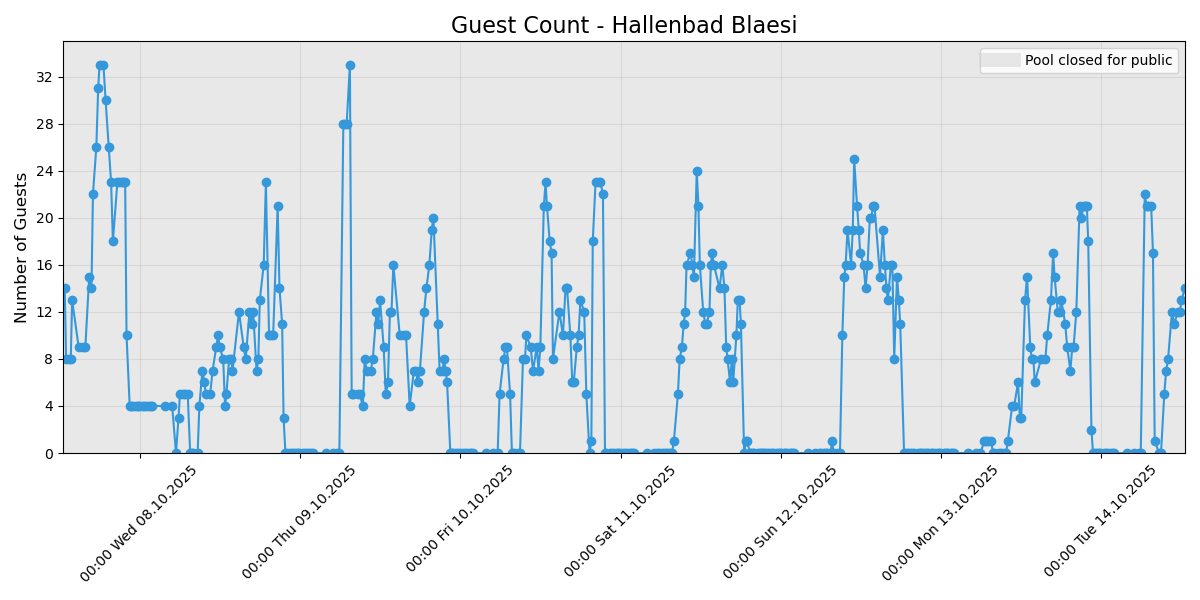 Guest Count - Hallenbad Blaesi
Pool closed for public
Number of Guests
32
28
24
20
16
12
8
4
0
00:00 Wed 08.10.2025
00:00 Thu 09.10.2025
00:00 Fri 10.10.2025
00:00 Sat 11.10.2025
00:00 Sun 12.10.2025
00:00 Mon 13.10.2025
00:00 Tue 14.10.2025